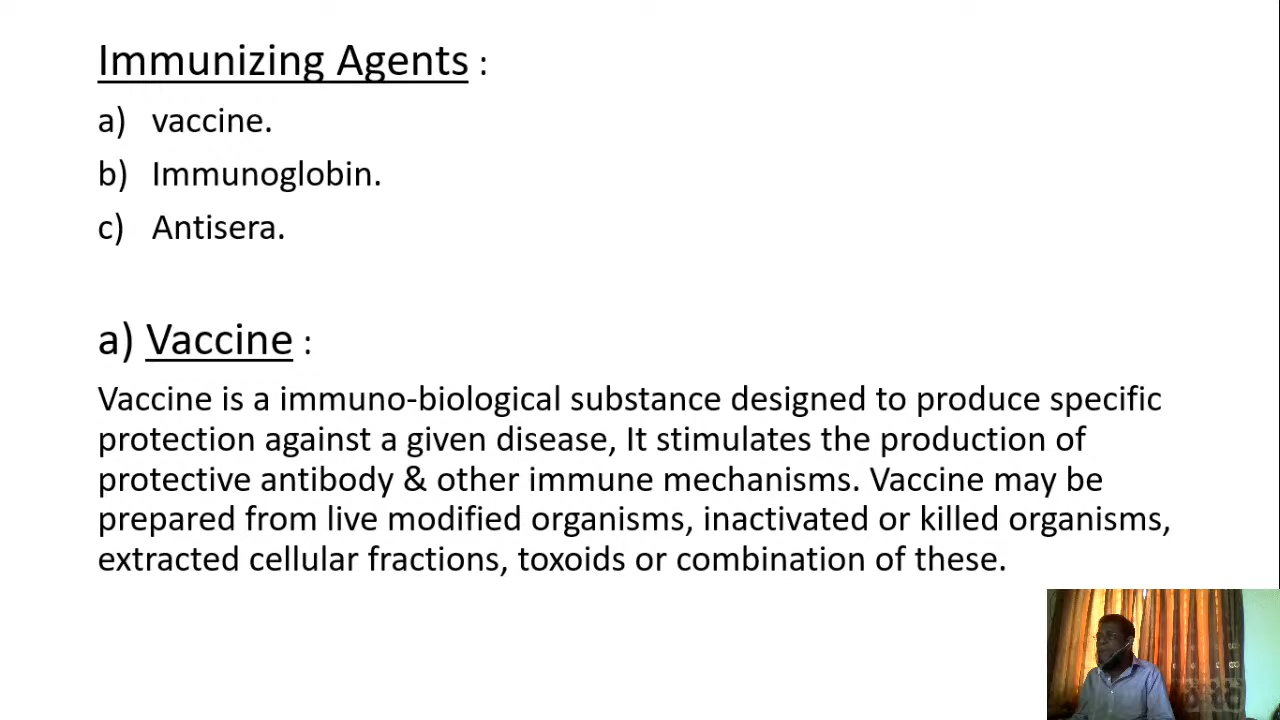 Immunizing Agents :
a) vaccine.
b) Immunoglobin.
c) Antisera.
a) Vaccine :
Vaccine is a immuno-biological substance designed to produce specific
protection against a given disease, It stimulates the production of
protective antibody & other immune mechanisms. Vaccine may be
prepared from live modified organisms, inactivated or killed organisms,
extracted cellular fractions, toxoids or combination of these.